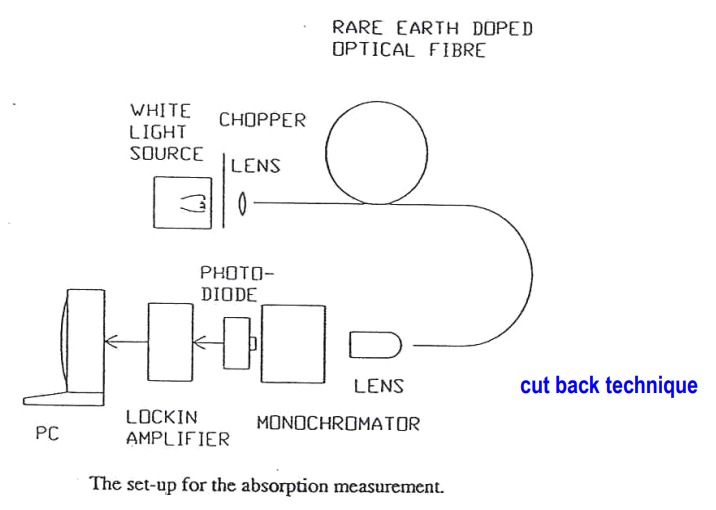 RARE EARTH DOPED
OPTICAL FIBRE
WHITE
LIGHT
SOURCE
CHOPPER
LENS
PHOTO-
DIODE
LENS
cut back technique
PC
LOCKIN
AMPLIFIER
MONOCHROMATOR
The set-up for the absorption measurement.